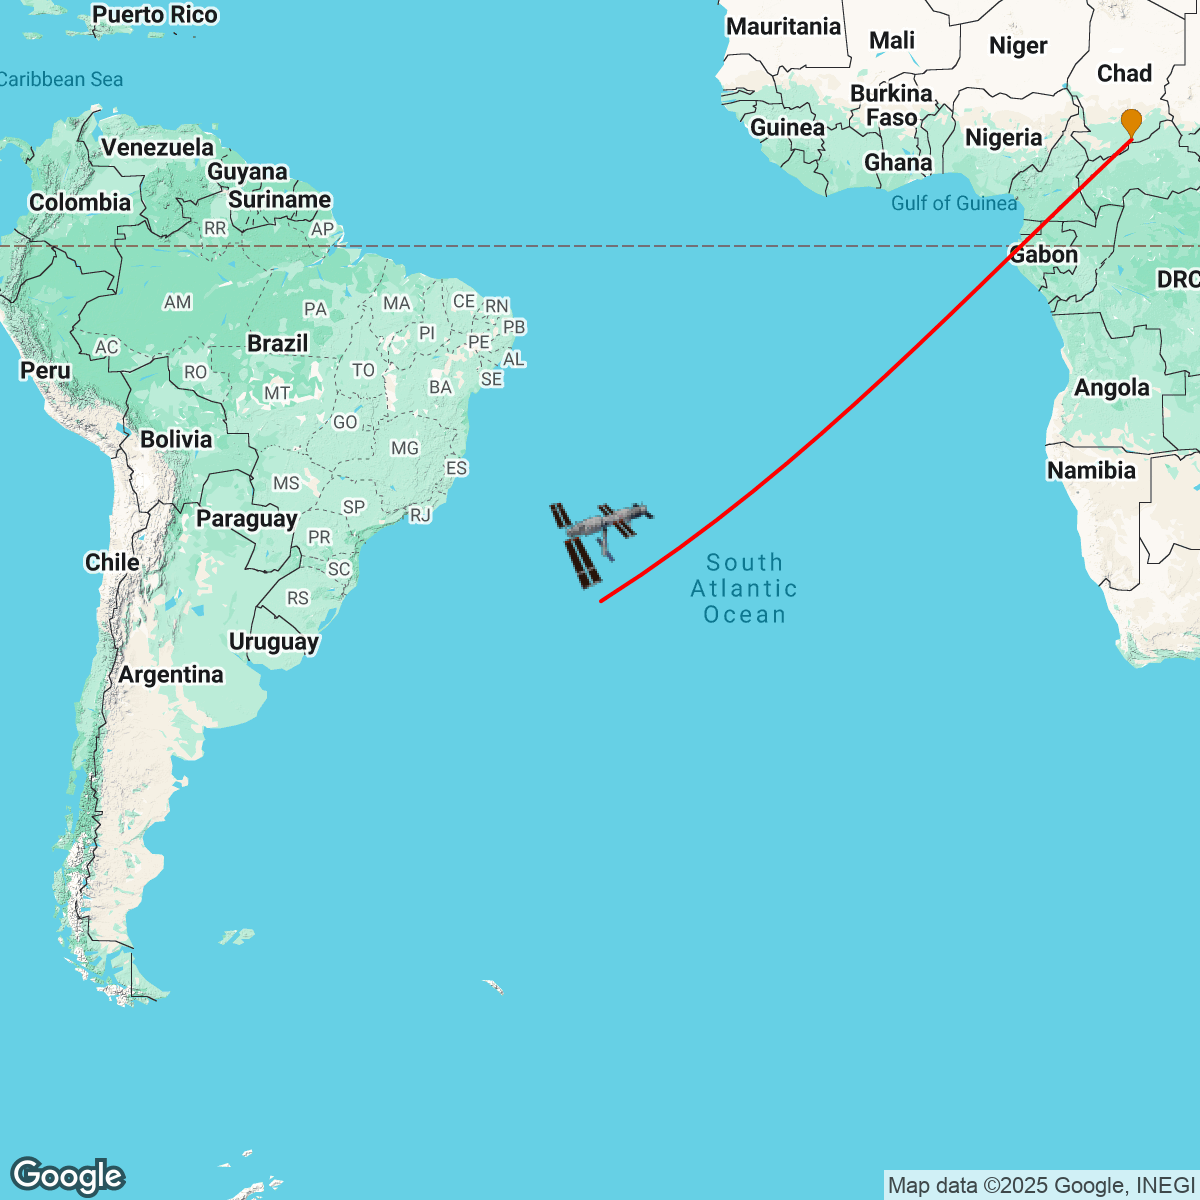 Puerto Rico
Mauritania
Mali
Niger
Chad
Caribbean Sea
Burkina
Faso
Guinea
Nigeria
Ghana
Venezuela
Guyana
Suriname
Colombia
Gulf of Guinea
RR
AP
Gabon
DRC
AM
PA
MA
CE
RN
PB
PI
PE
AL
AC
Brazil
Peru
RO
TO
SE
MT
BA
Angola
GO
Bolivia
MG
ES
Namibia
MS
SP
RJ
Paraguay
PR
Chile
SC
South
Atlantic
Ocean
RS
Uruguay
Argentina
Google
Map data ©2025 Google, INEGI